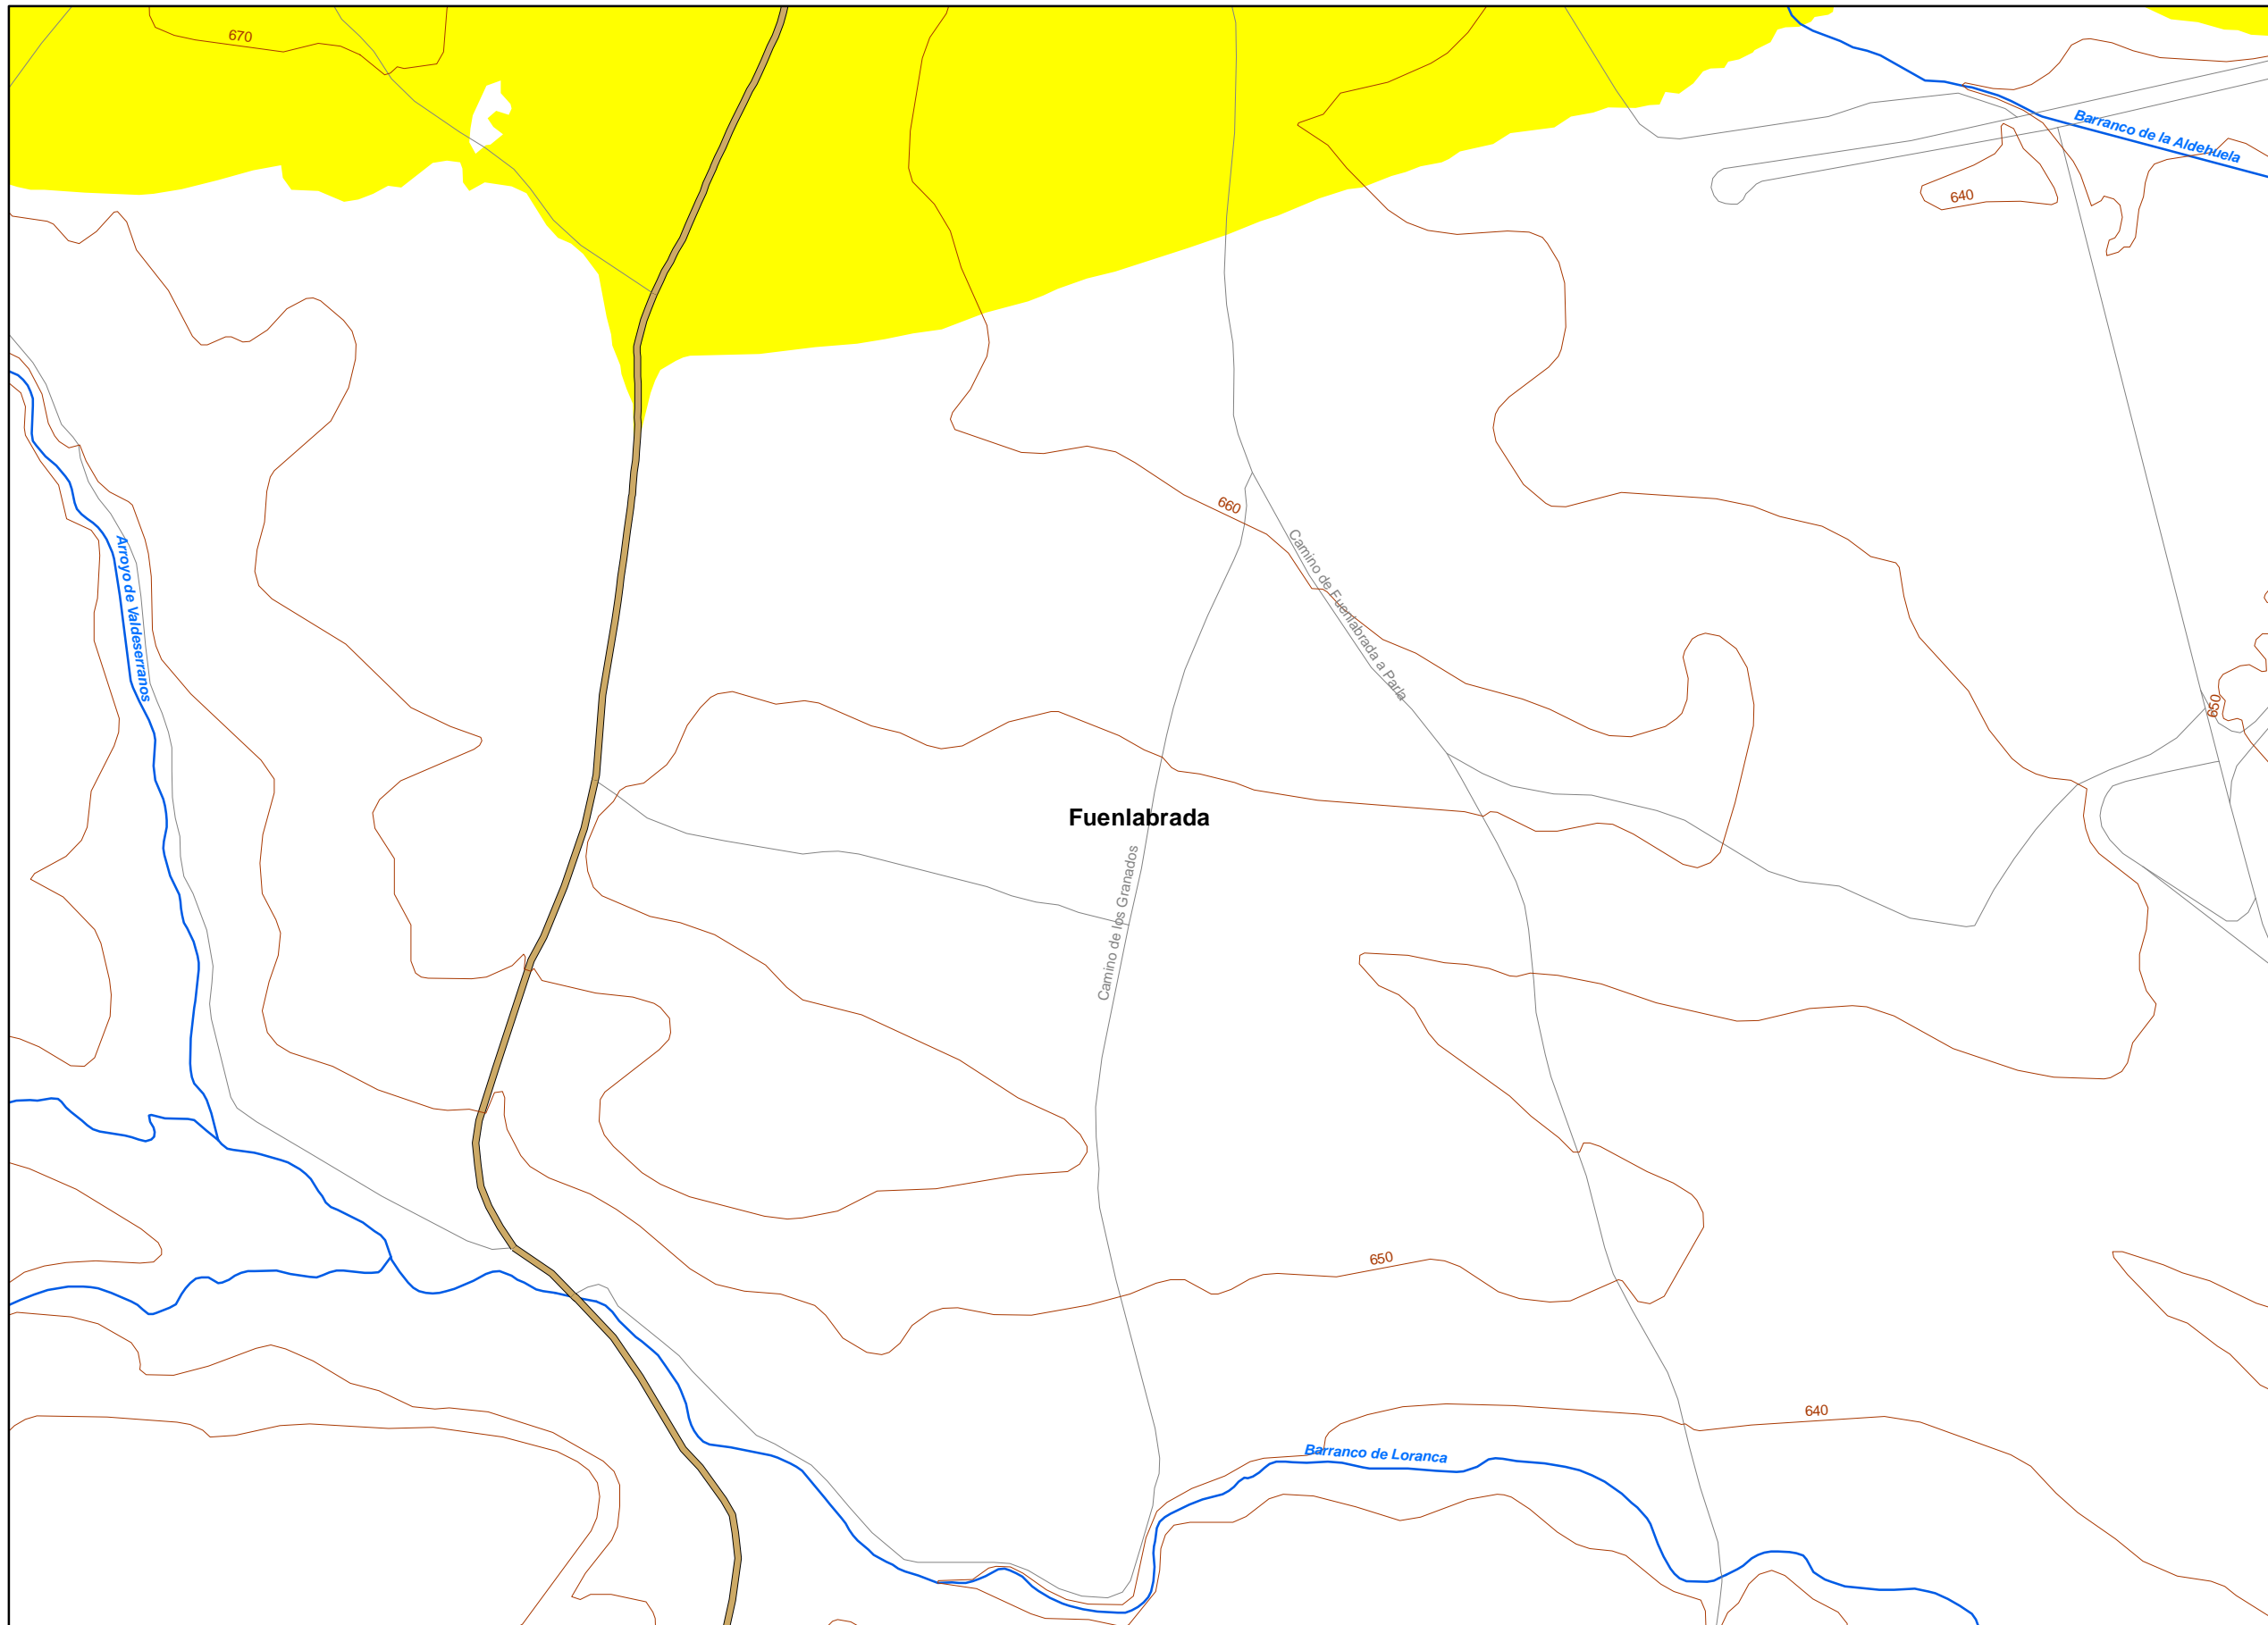 670
Barranco de la Aldehuela
640
660
Camino de Fuenlabrada a Parla
Arroyo de Valdeserranos
650
Fuenlabrada
Camino de los Granados
650
640
Barranco de Loranca